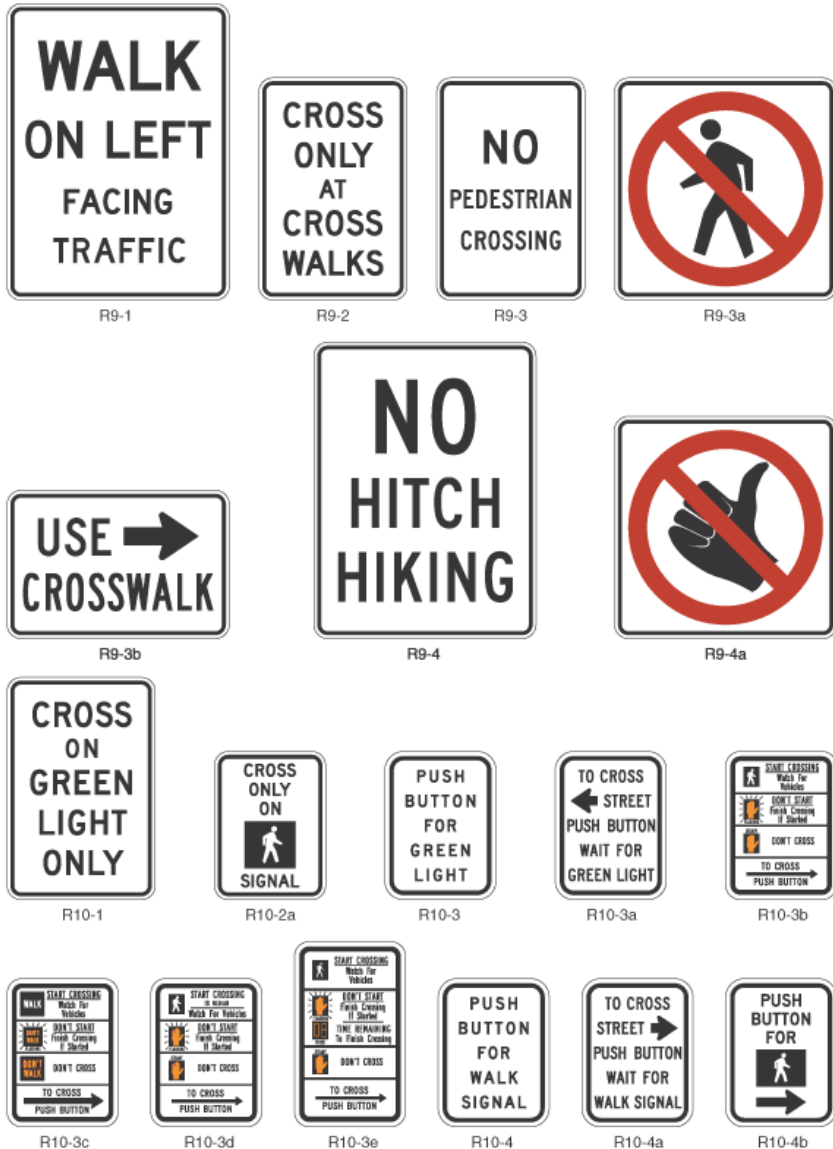 WALK
ON LEFT
FACING
TRAFFIC
R9-1
CROSS
ONLY
AT
CROSS
WALKS
R9-2
NO
PEDESTRIAN
CROSSING
R9-3
R9-3a
USE
CROSSWALK
R9-3b
NO
HITCH
HIKING
R9-4
R9-4a
CROSS
ON
GREEN
LIGHT
ONLY
R10-1
CROSS
ONLY
ON
SIGNAL
R10-2a
PUSH
BUTTON
FOR
GREEN
LIGHT
R10-3
TO CROSS
STREET
PUSH BUTTON
WAIT FOR
GREEN LIGHT
R10-3a
START CROSSING
Watch For
Vehicles
DON'T START
Finish Crossing
If Started
DON'T CROSS
TO CROSS
PUSH BUTTON
R10-3b
WALK
START CROSSING
Watch For
Vehicles
DON'T
WALK
DON'T START
Finish Crossing
If Started
DON'T
WALK
DON'T CROSS
TO CROSS
PUSH BUTTON
R10-3c
START CROSSING
TO MEDIAN
Watch For Vehicles
DON'T START
Finish Crossing
If Started
DON'T CROSS
TO CROSS
PUSH BUTTON
R10-3d
START CROSSING
Watch For
Vehicles
DON'T START
Finish Crossing
If Started
TIME REMAINING
To Finish Crossing
DON'T CROSS
TO CROSS
PUSH BUTTON
R10-3e
PUSH
BUTTON
FOR
WALK
SIGNAL
R10-4
TO CROSS
STREET
PUSH BUTTON
WAIT FOR
WALK SIGNAL
R10-4a
PUSH
BUTTON
FOR
R10-4b